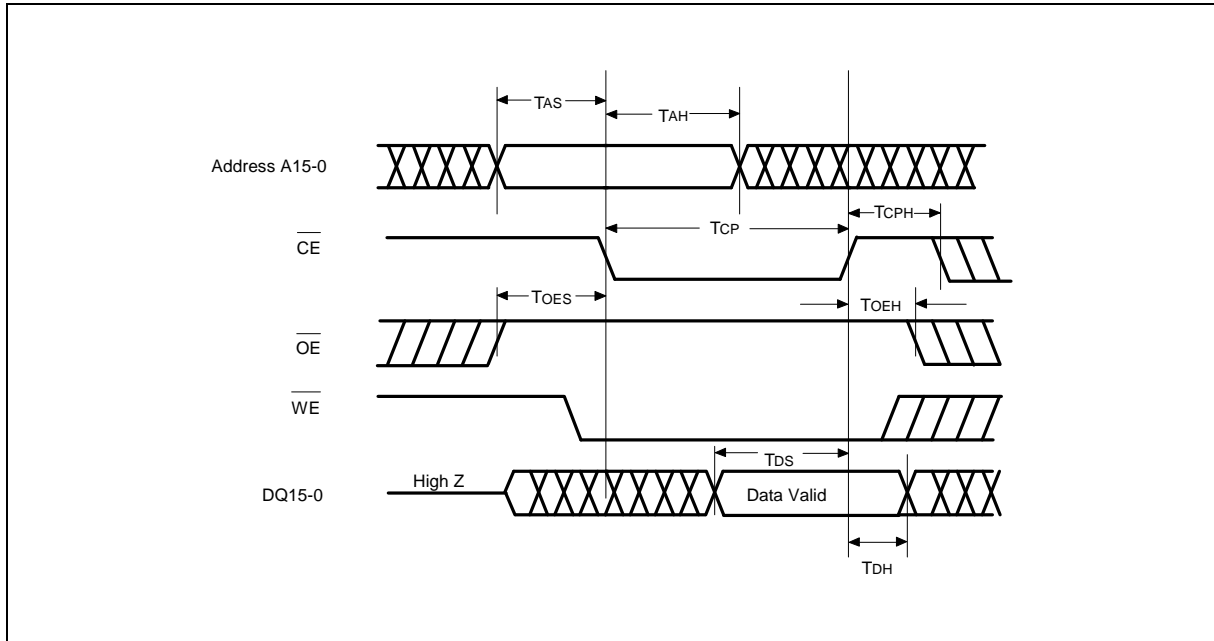 TAS
TAH
Address A15-0
TCPH
TCP
CE
TOES
TOEH
OE
WE
TDS
High Z
DQ15-0
Data Valid
TDH